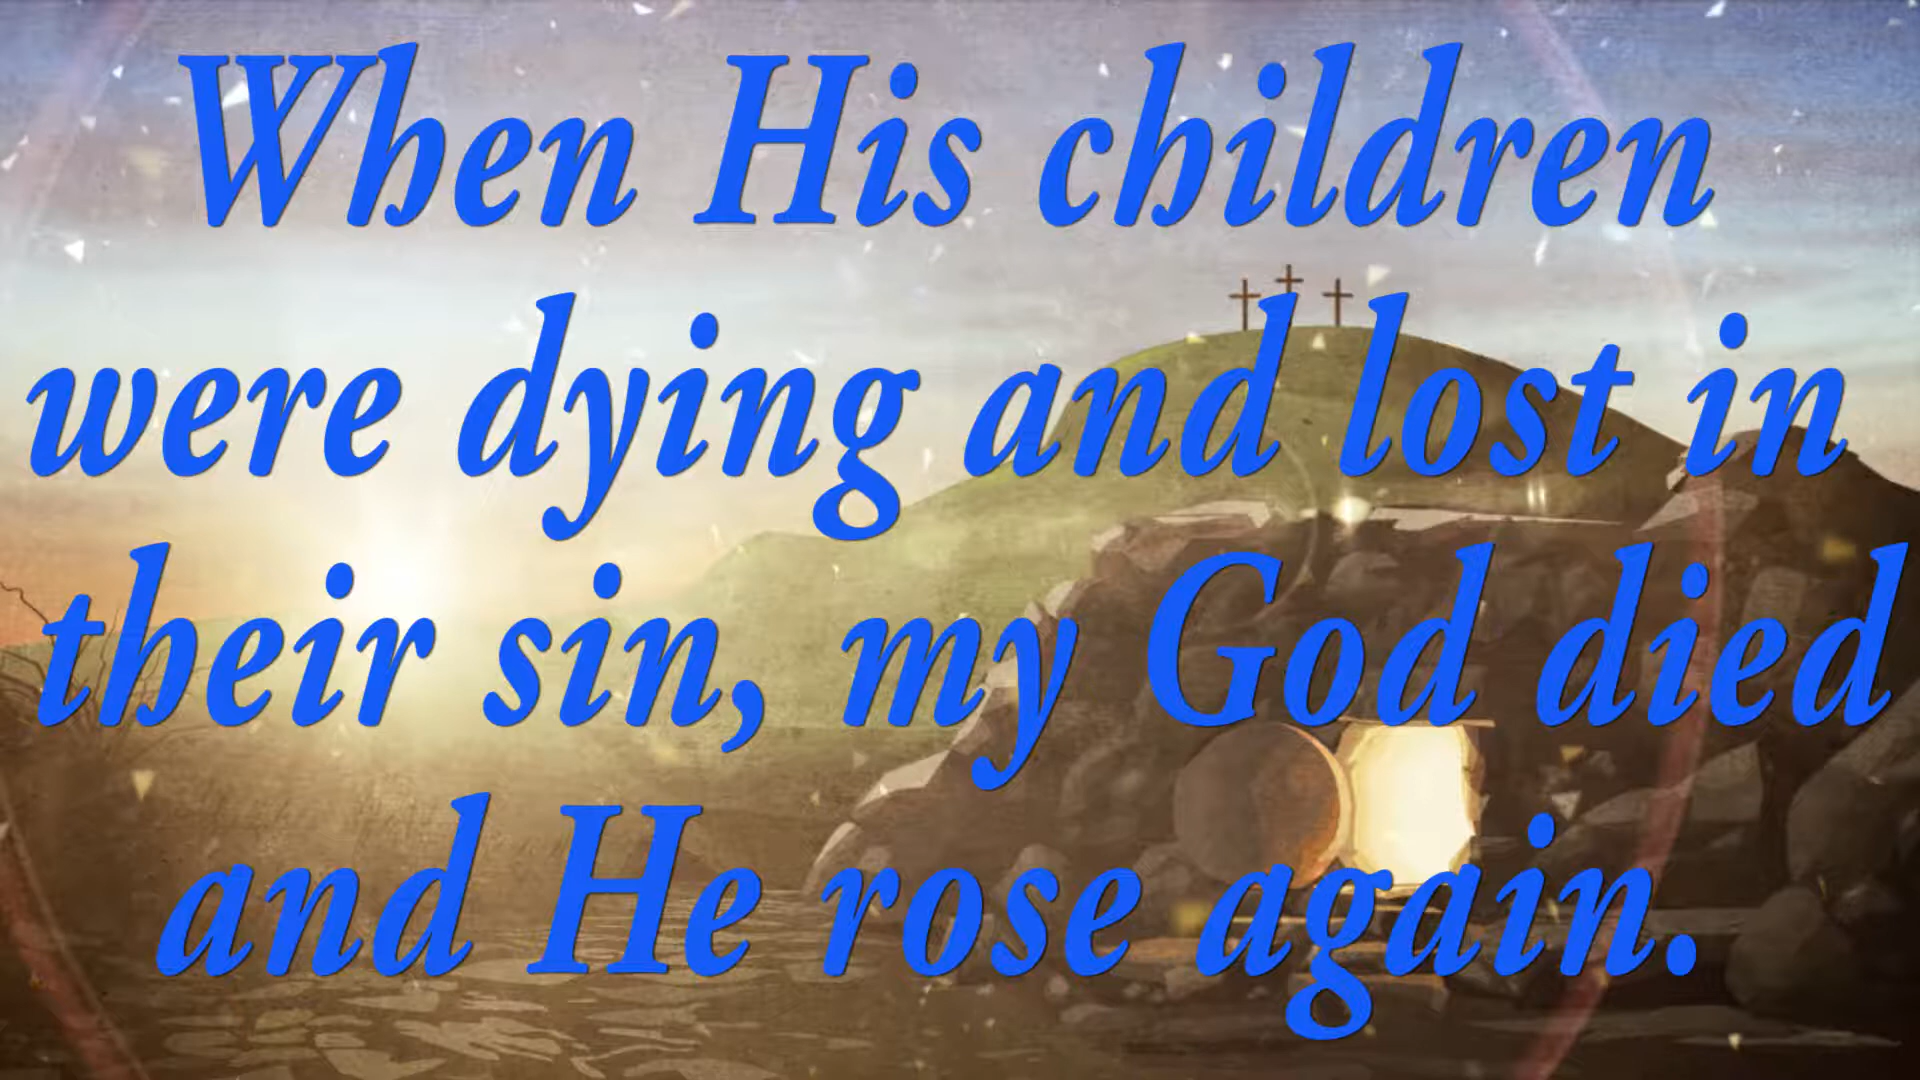 When His children
were dying and lost in
their sin, my God died
and He rose again.